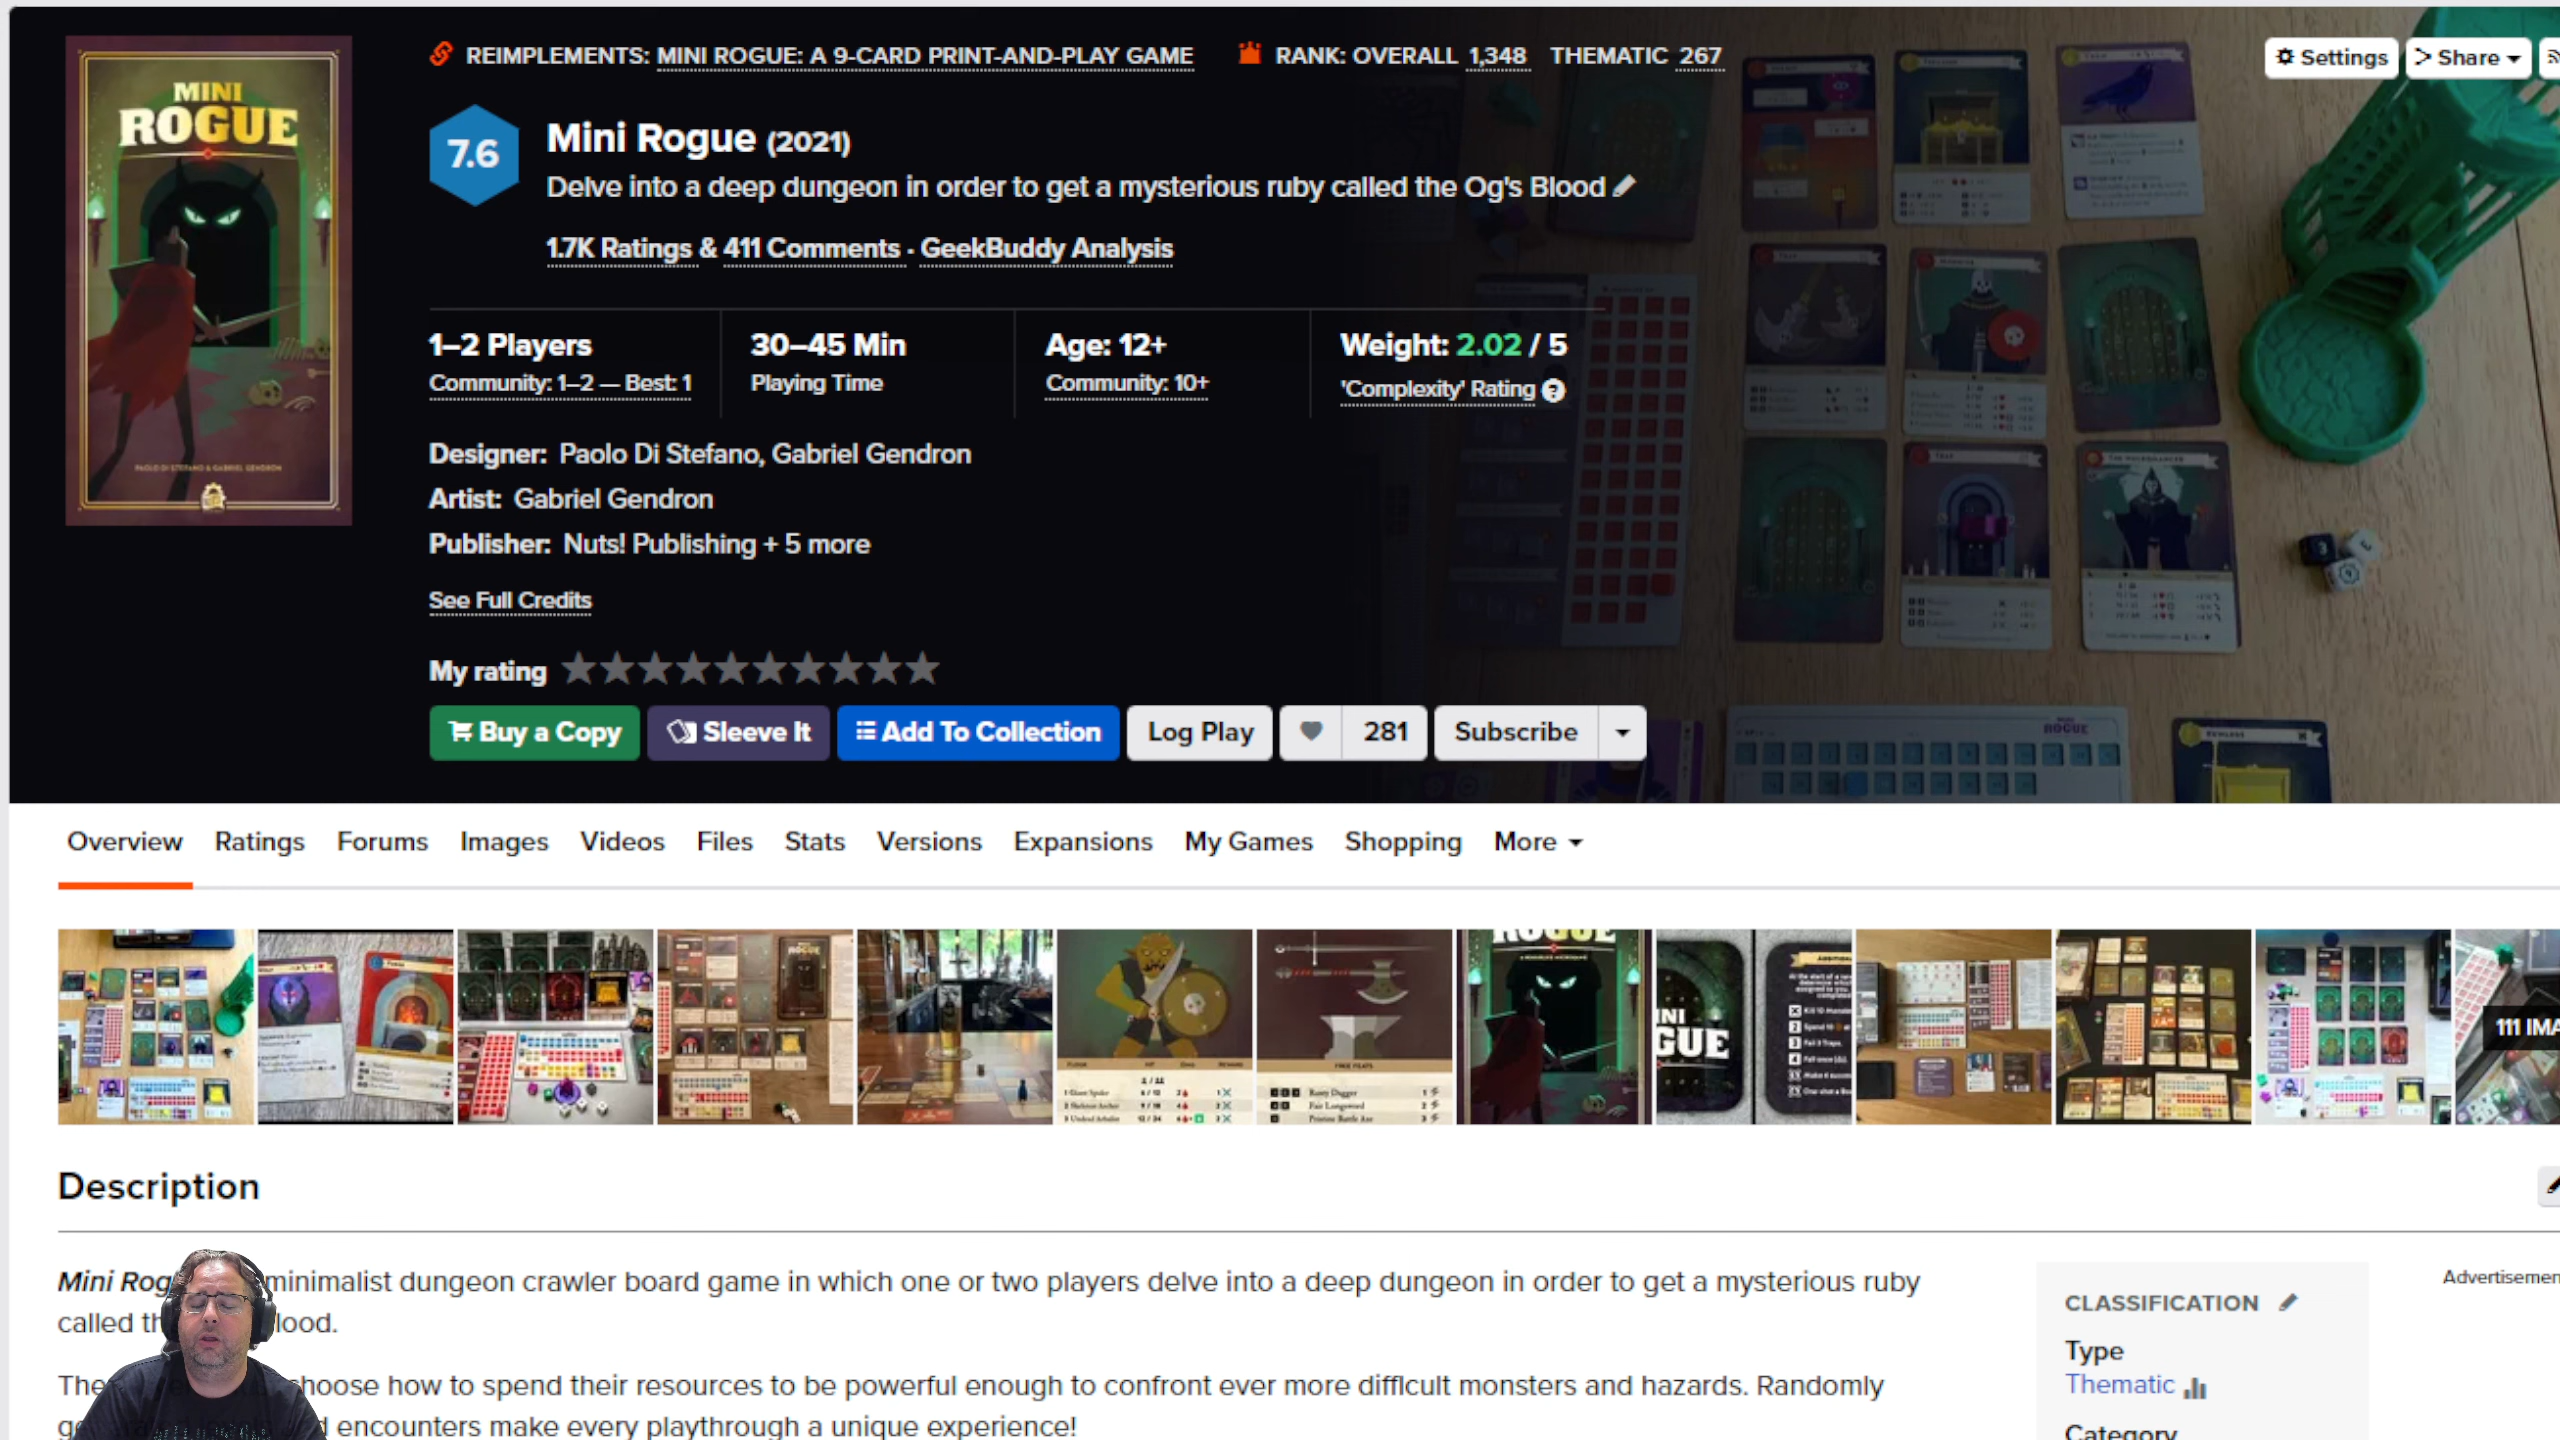 REIMPLEMENTS: MINI ROGUE: A 9-CARD PRINT-AND-PLAY GAME RANK: OVERALL 1,348 THEMATIC 267
Settings Share
MINI
ROGUE
PAOLO DI STEFANO & GABRIEL GENDRON
7.6
Mini Rogue (2021)
Delve into a deep dungeon in order to get a mysterious ruby called the Og's Blood
1.7K Ratings & 411 Comments · GeekBuddy Analysis
1–2 Players 30–45 Min Age: 12+ Weight: 2.02 / 5
Community: 1–2 — Best: 1 Playing Time Community: 10+ 'Complexity' Rating
Designer: Paolo Di Stefano, Gabriel Gendron
Artist: Gabriel Gendron
Publisher: Nuts! Publishing + 5 more
See Full Credits
My rating
Buy a Copy Sleeve It Add To Collection Log Play 281 Subscribe
Overview Ratings Forums Images Videos Files Stats Versions Expansions My Games Shopping More
111 IMA
Description
Mini Rog minimalist dungeon crawler board game in which one or two players delve into a deep dungeon in order to get a mysterious ruby
called th lood.
The choose how to spend their resources to be powerful enough to confront ever more difficult monsters and hazards. Randomly
encounters make every playthrough a unique experience!
CLASSIFICATION
Type
Thematic
Category
Advertisemen